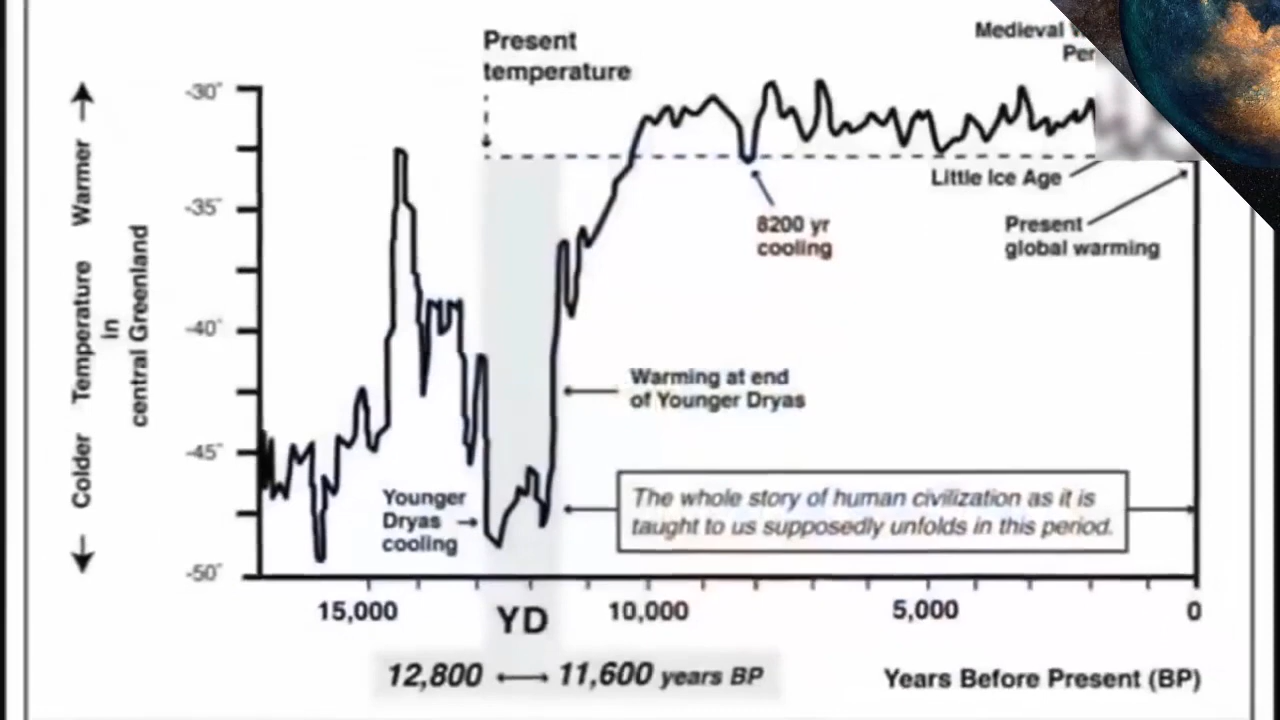 Present
temperature
Medieval
Per
-30°
-35°
-40°
-45°
-50°
Colder Temperature Warmer
in
central Greenland
Little Ice Age
8200 yr
cooling
Present
global warming
Warming at end
of Younger Dryas
Younger
Dryas
cooling
The whole story of human civilization as it is
taught to us supposedly unfolds in this period.
15,000
YD
10,000
5,000
0
12,800 ⟷ 11,600 years BP
Years Before Present (BP)